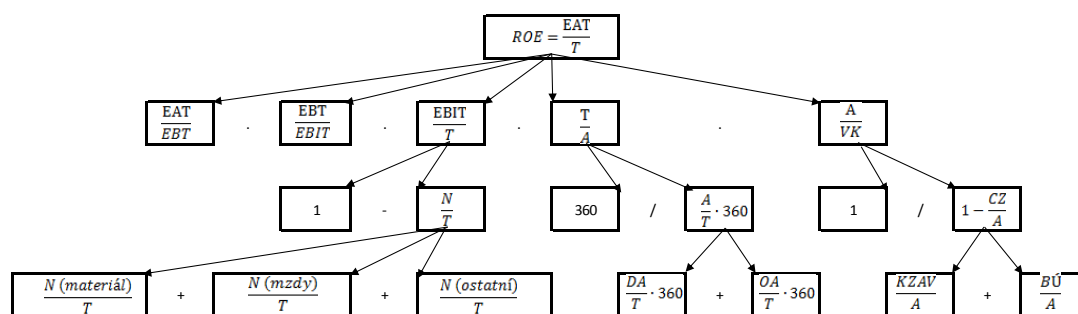 ROE = EAT/T
EAT/EBT · EBT/EBIT · EBIT/T · T/A · A/VK
1 - N/T 360 / A/T · 360 1 / 1 − CZ/A
N (materiál)/T + N (mzdy)/T + N (ostatní)/T DA/T · 360 + OA/T · 360 KZAV/A + BÚ/A